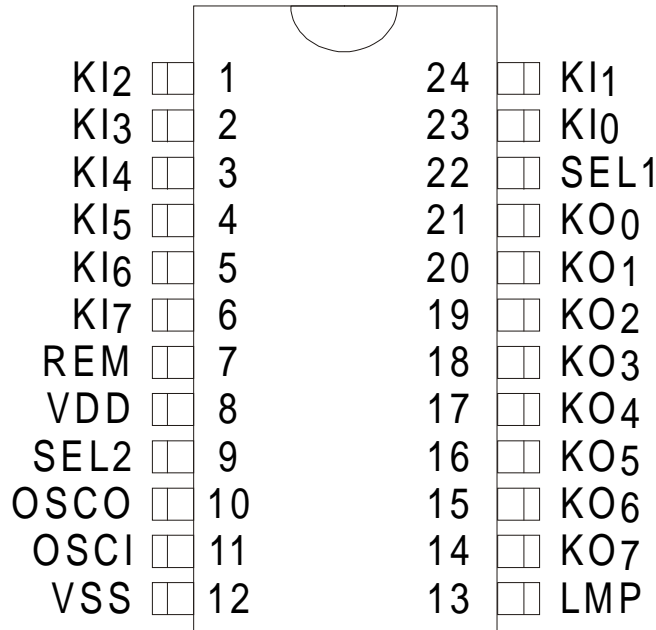 KI2 1 24 KI1
KI3 2 23 KI0
KI4 3 22 SEL1
KI5 4 21 KO0
KI6 5 20 KO1
KI7 6 19 KO2
REM 7 18 KO3
VDD 8 17 KO4
SEL2 9 16 KO5
OSCO 10 15 KO6
OSCI 11 14 KO7
VSS 12 13 LMP